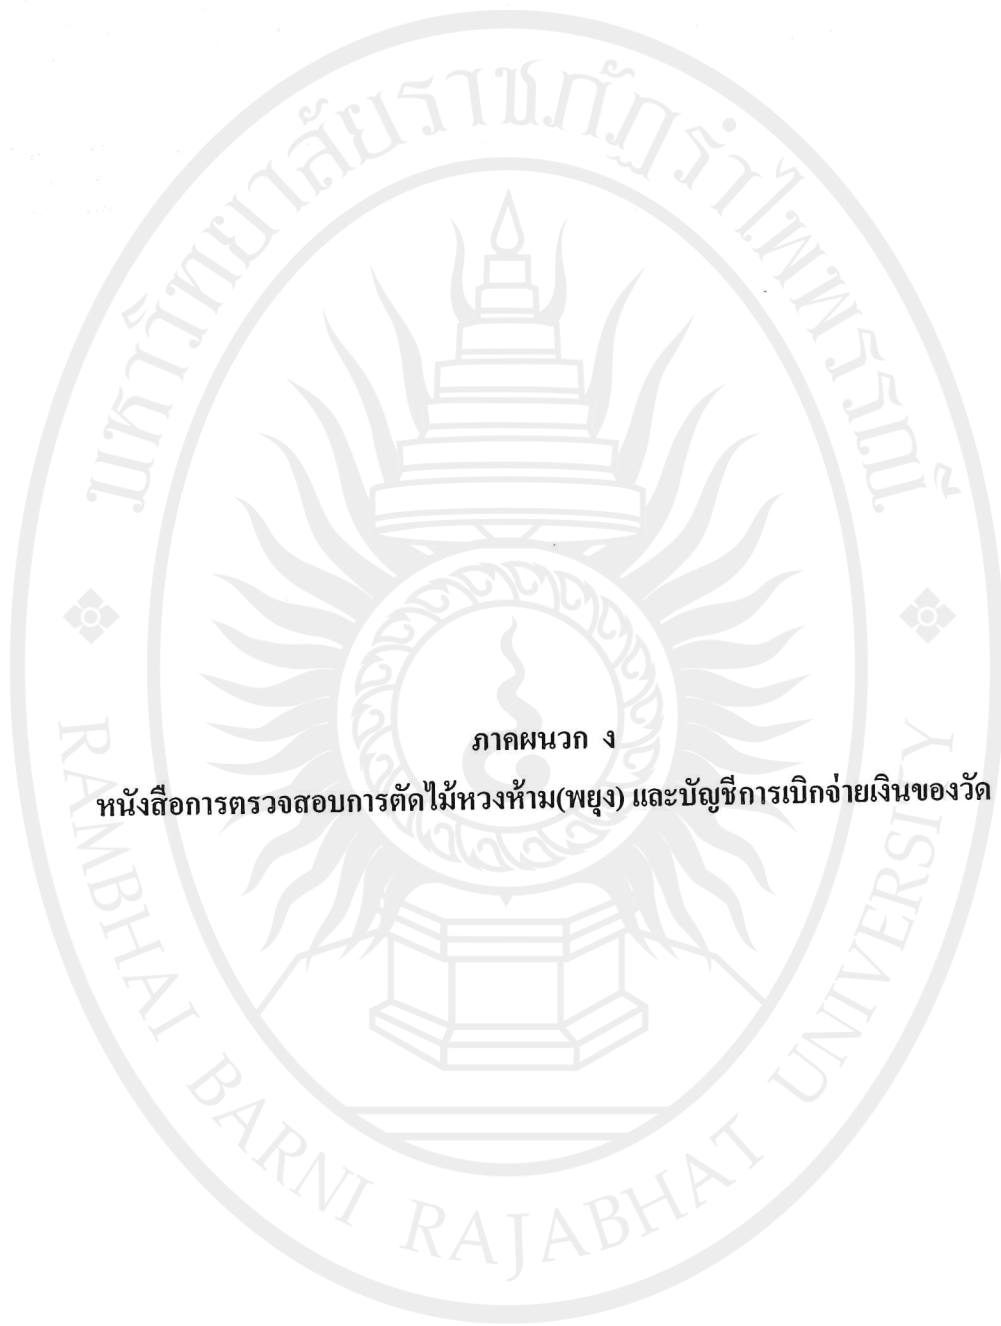 มหาวิทยาลัยราชภัฏรำไพพรรณี
ภาคผนวก ง
หนังสือการตรวจสอบการตัดไม้หวงห้าม(พยุง) และบัญชีการเบิกจ่ายเงินของวัด
RAMBHAI BARNI RAJABHAT UNIVERSITY